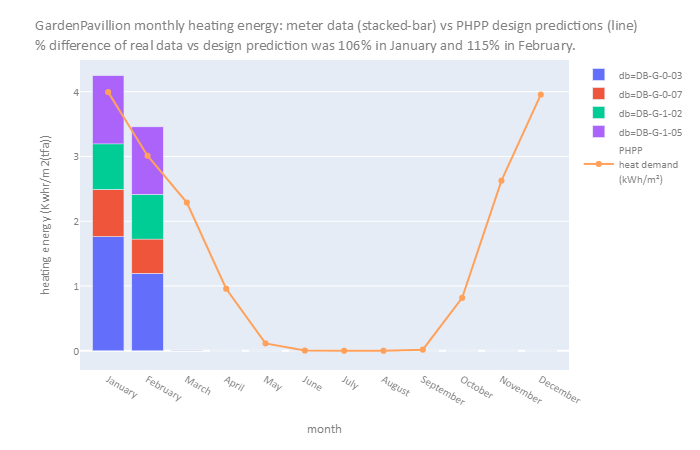 GardenPavillion monthly heating energy: meter data (stacked-bar) vs PHPP design predictions (line)
% difference of real data vs design prediction was 106% in January and 115% in February.
db=DB-G-0-03
db=DB-G-0-07
db=DB-G-1-02
db=DB-G-1-05
PHPP
heat demand
(kWh/m²)
heating energy (Kwhr/m2(tfa))
4
3
2
1
0
January
February
March
April
May
June
July
August
September
October
November
December
month